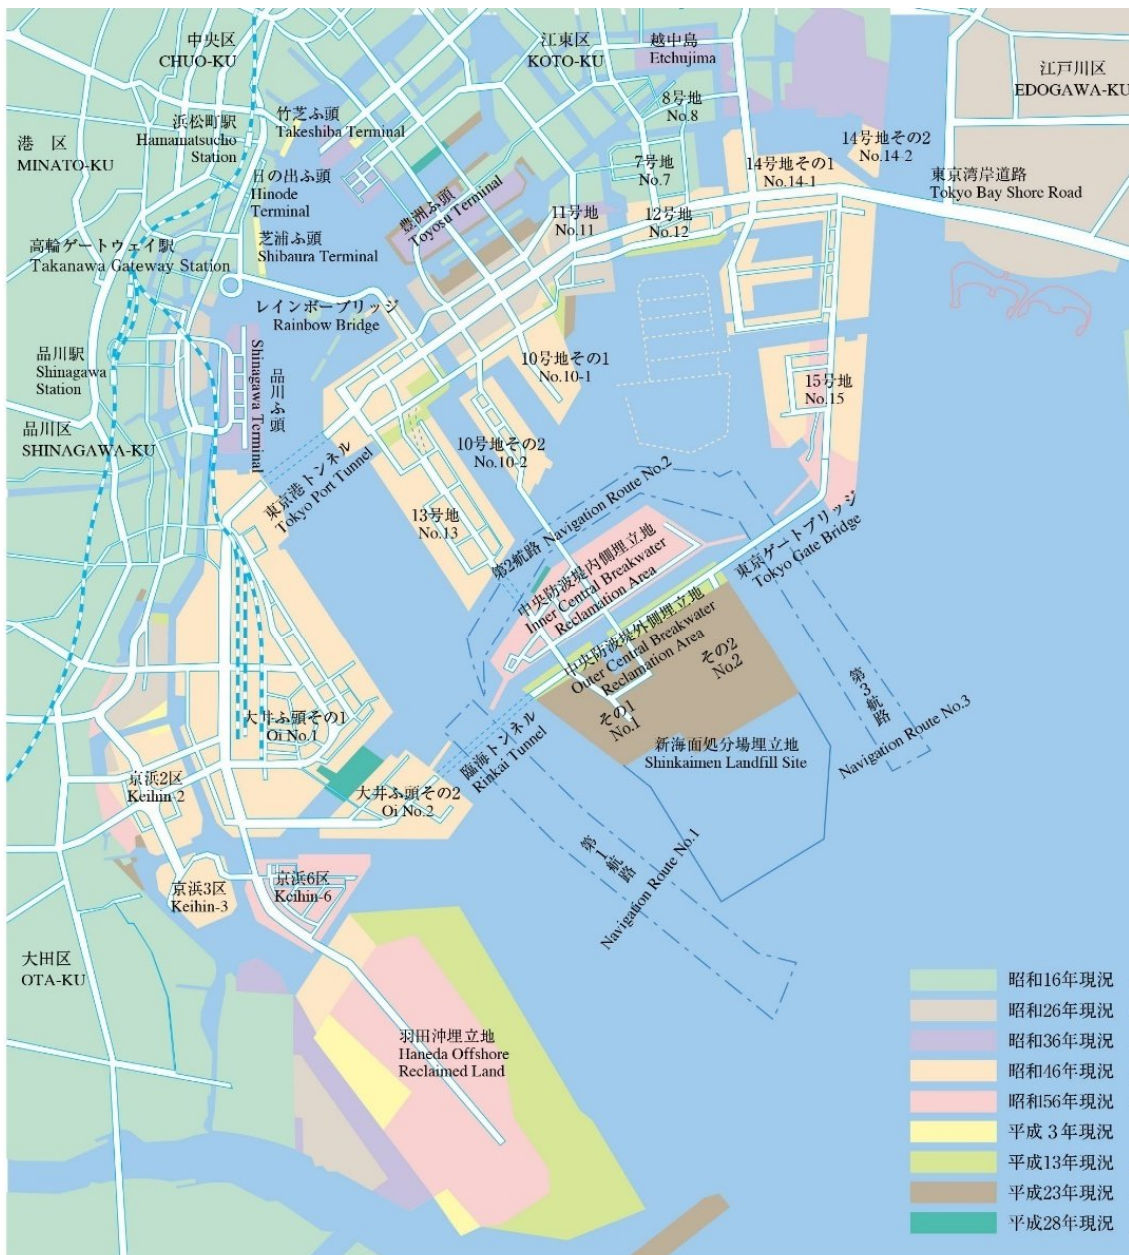 中央区
CHUO-KU
江東区
KOTO-KU
越中島
Etchujima
江戸川区
EDOGAWA-KU
港 区
MINATO-KU
浜松町駅
Hamamatsucho
Station
竹芝ふ頭
Takeshiba Terminal
8号地
No.8
14号地その2
No.14-2
日の出ふ頭
Hinode
Terminal
7号地
No.7
14号地その1
No.14-1
東京湾岸道路
Tokyo Bay Shore Road
豊洲ふ頭
Toyosu Terminal
11号地
No.11
12号地
No.12
高輪ゲートウェイ駅
Takanawa Gateway Station
芝浦ふ頭
Shibaura Terminal
レインボーブリッジ
Rainbow Bridge
品川駅
Shinagawa
Station
品川ふ頭
Shinagawa Terminal
10号地その1
No.10-1
15号地
No.15
品川区
SHINAGAWA-KU
10号地その2
No.10-2
東京港トンネル
Tokyo Port Tunnel
13号地
No.13
第2航路 Navigation Route No.2
東京ゲートブリッジ
Tokyo Gate Bridge
中央防波堤内側埋立地
Inner Central Breakwater
Reclamation Area
中央防波堤外側埋立地
Outer Central Breakwater
Reclamation Area
その2
No.2
その1
No.1
第3航路
Navigation Route No.3
大井ふ頭その1
Oi No.1
臨海トンネル
Rinkai Tunnel
新海面処分場埋立地
Shinkaimen Landfill Site
京浜2区
Keihin-2
大井ふ頭その2
Oi No.2
第1航路
Navigation Route No.1
京浜3区
Keihin-3
京浜6区
Keihin-6
大田区
OTA-KU
羽田沖埋立地
Haneda Offshore
Reclaimed Land
昭和16年現況
昭和26年現況
昭和36年現況
昭和46年現況
昭和56年現況
平成 3年現況
平成13年現況
平成23年現況
平成28年現況